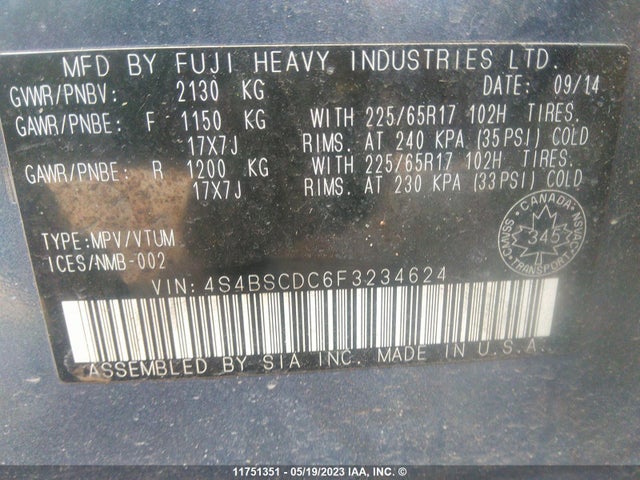 MFD BY FUJI HEAVY INDUSTRIES LTD.
GVWR/PNBV: 2130 KG DATE: 09/14
GAWR/PNBE: F 1150 KG WITH 225/65R17 102H TIRES.
17X7J RIMS. AT 240 KPA (35PSI) COLD
GAWR/PNBE: R 1200 KG WITH 225/65R17 102H TIRES.
17X7J RIMS. AT 230 KPA (33PSI) COLD
TYPE:MPV/VTUM
ICES/NMB-002
CANADA
345
TRANSPORT
SSVMC
VIN: 4S4BSCDC6F3234624
ASSEMBLED BY SIA INC. MADE IN U.S.A.
11751351 - 05/19/2023 IAA, INC. ©